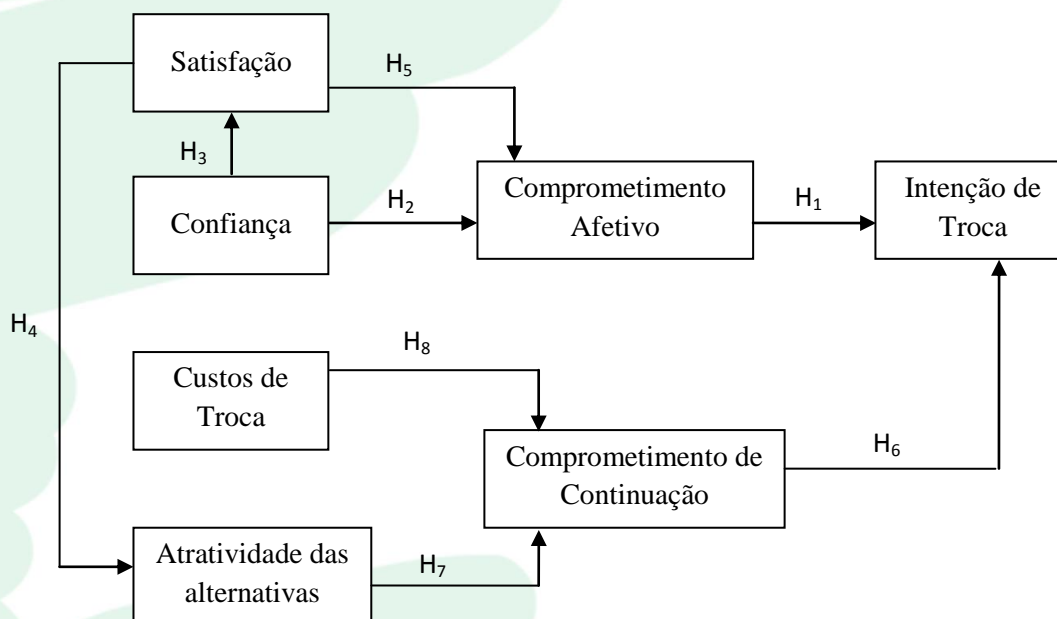 Satisfação
H₅
H₃
Confiança
H₂
Comprometimento
Afetivo
H₁
Intenção de
Troca
H₄
Custos de
Troca
H₈
Comprometimento de
Continuação
H₆
Atratividade das
alternativas
H₇